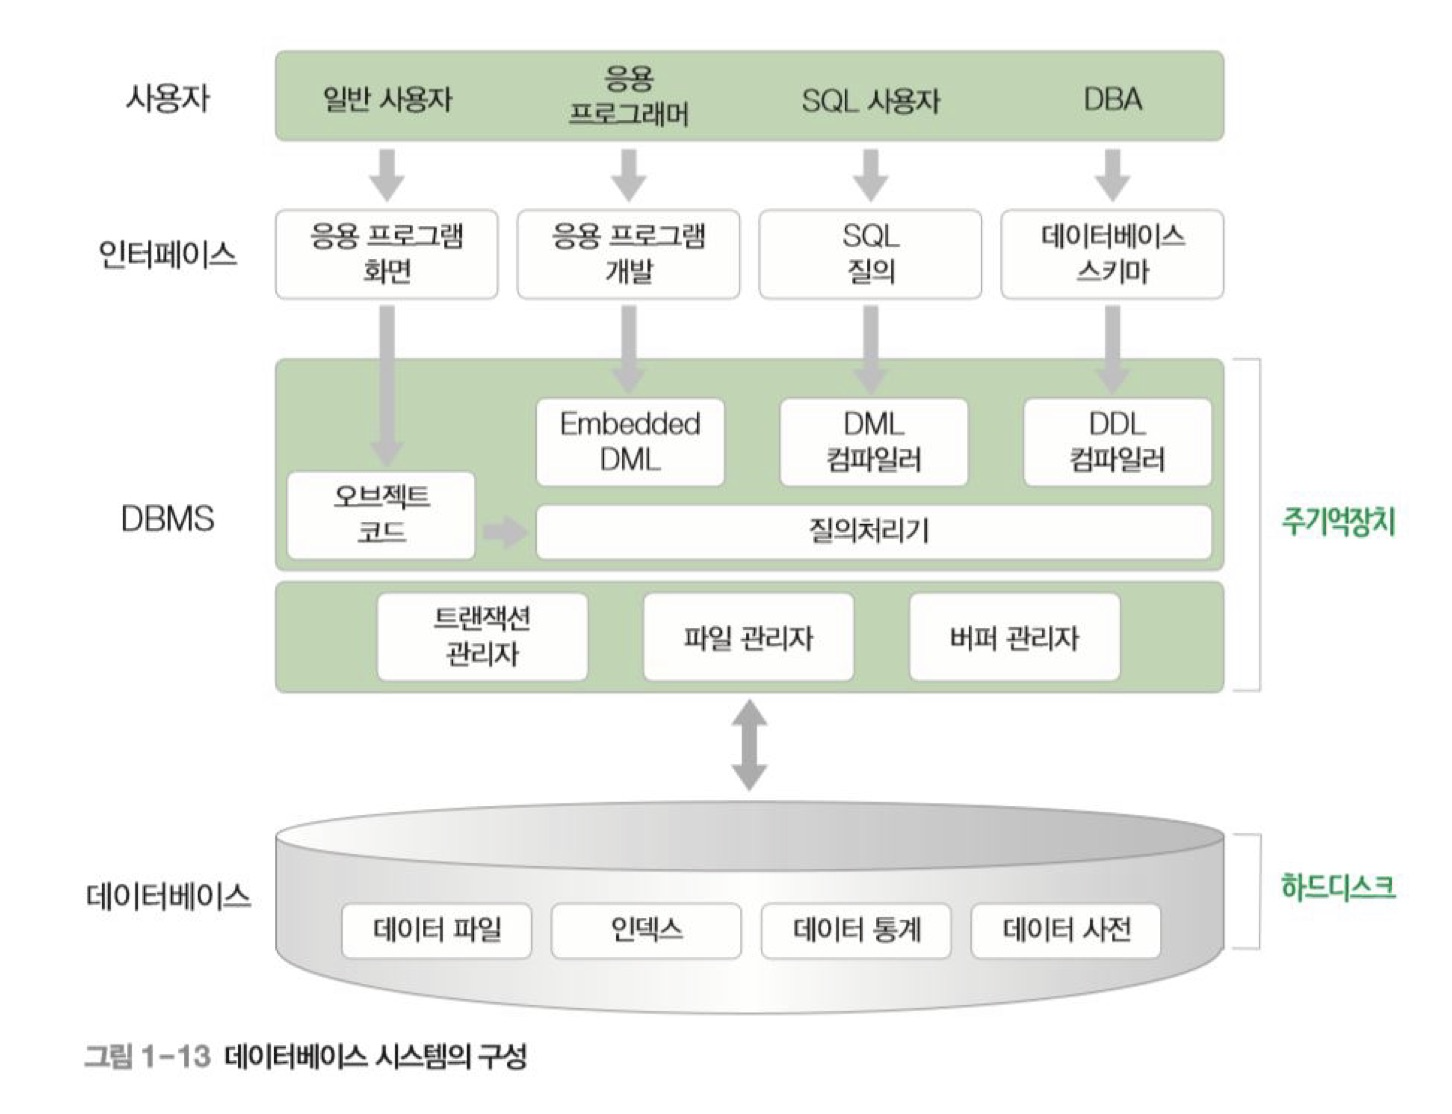 사용자
일반 사용자
응용
프로그래머
SQL 사용자
DBA
인터페이스
응용 프로그램
화면
응용 프로그램
개발
SQL
질의
데이터베이스
스키마
DBMS
Embedded
DML
DML
컴파일러
DDL
컴파일러
오브젝트
코드
질의처리기
트랜잭션
관리자
파일 관리자
버퍼 관리자
주기억장치
데이터베이스
데이터 파일
인덱스
데이터 통계
데이터 사전
하드디스크
그림 1-13 데이터베이스 시스템의 구성